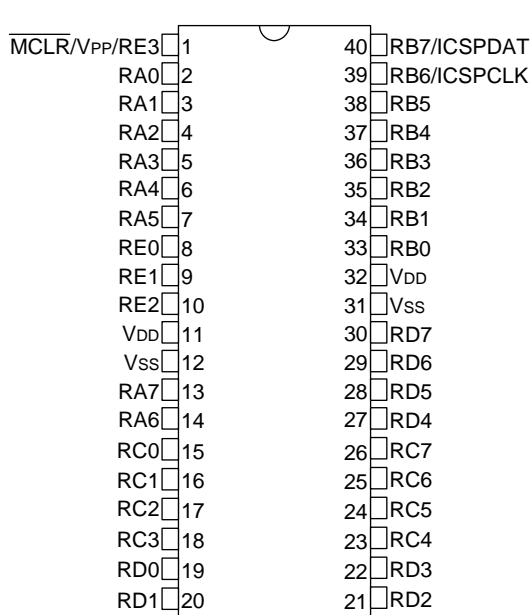 MCLR/VPP/RE3 1 40 RB7/ICSPDAT
RA0 2 39 RB6/ICSPCLK
RA1 3 38 RB5
RA2 4 37 RB4
RA3 5 36 RB3
RA4 6 35 RB2
RA5 7 34 RB1
RE0 8 33 RB0
RE1 9 32 VDD
RE2 10 31 VSS
VDD 11 30 RD7
VSS 12 29 RD6
RA7 13 28 RD5
RA6 14 27 RD4
RC0 15 26 RC7
RC1 16 25 RC6
RC2 17 24 RC5
RC3 18 23 RC4
RD0 19 22 RD3
RD1 20 21 RD2